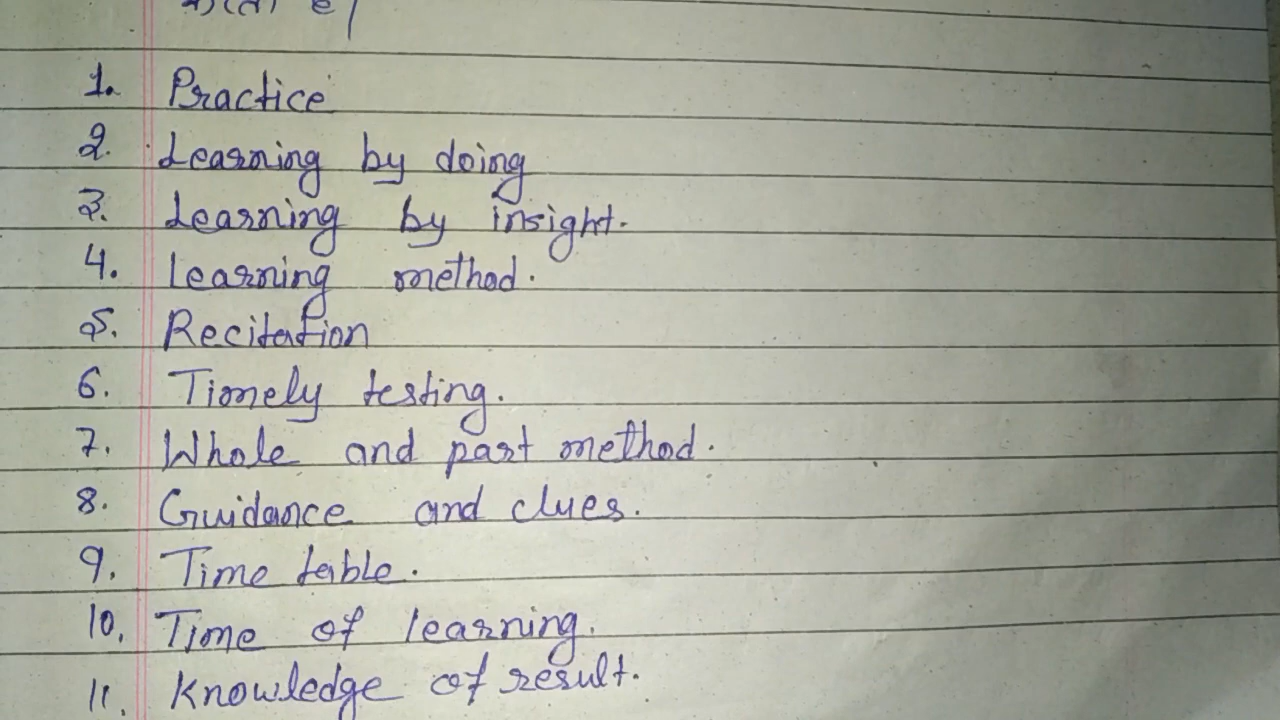 है।
1. Practice
2. Learning by doing
3. Learning by insight.
4. Learning method.
5. Recitation
6. Timely testing.
7. Whole and part method.
8. Guidance and clues.
9. Time table.
10. Time of learning.
11. Knowledge of result.